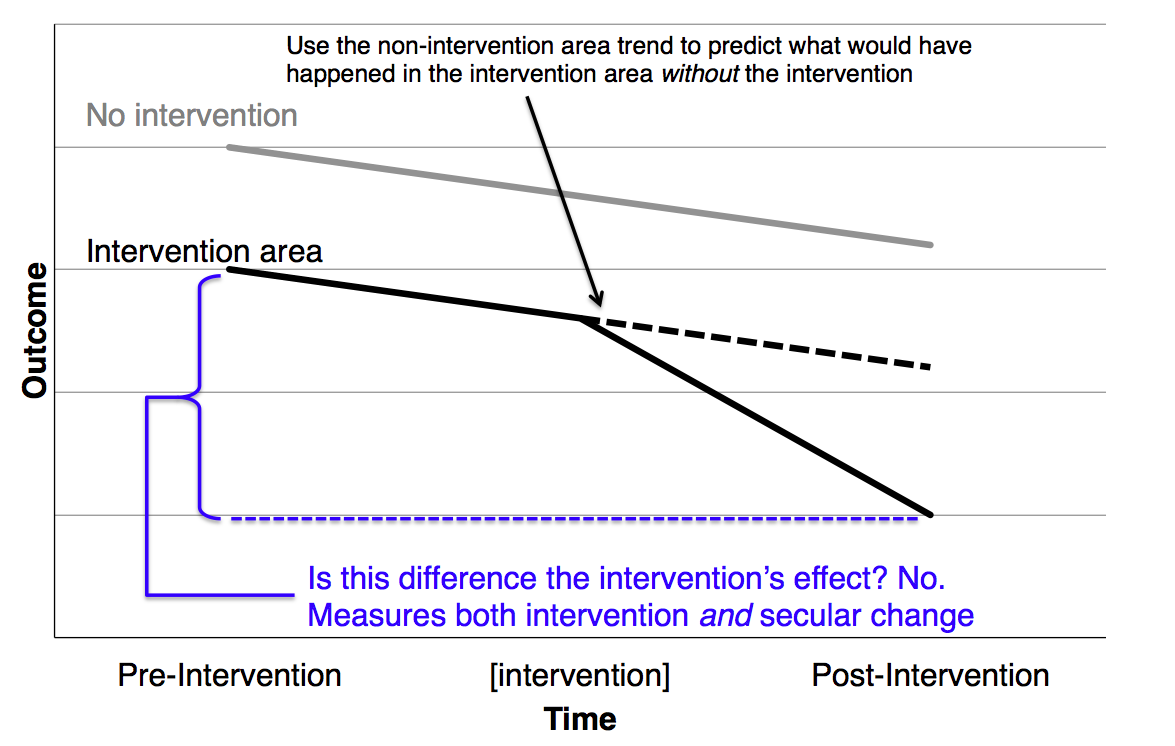 Use the non-intervention area trend to predict what would have
happened in the intervention area without the intervention
No intervention
Intervention area
Outcome
Is this difference the intervention’s effect? No.
Measures both intervention and secular change
Pre-Intervention
[intervention]
Post-Intervention
Time